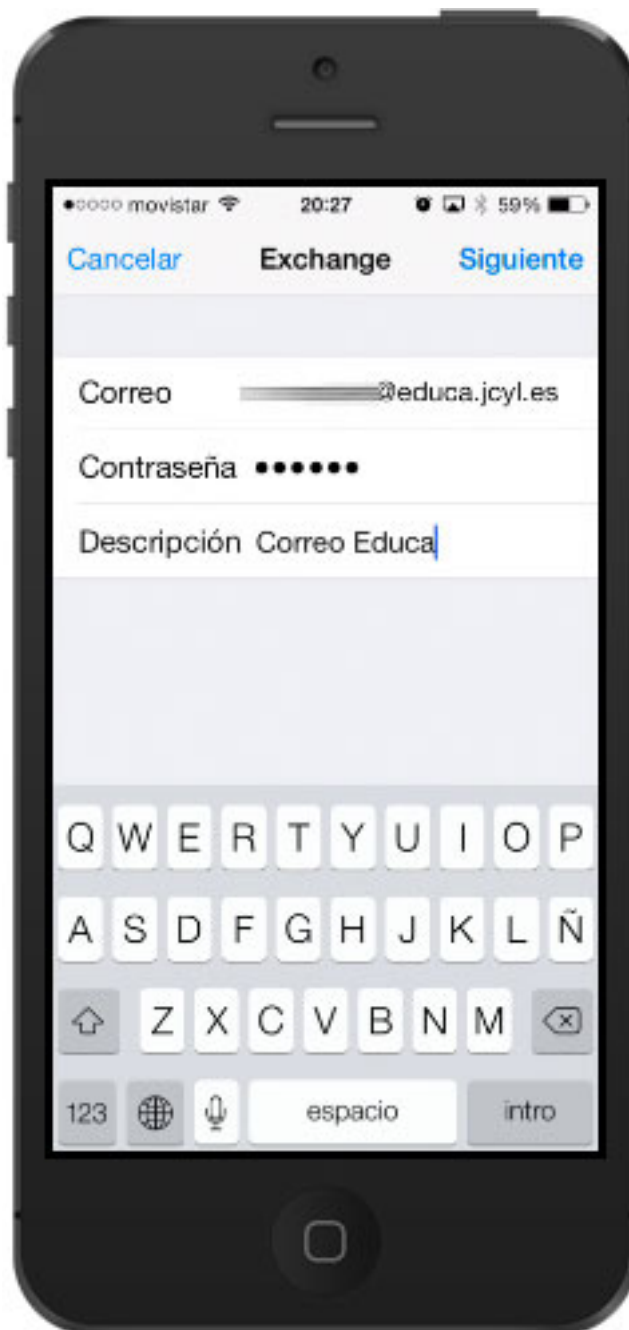 movistar 20:27 59%
Cancelar Exchange Siguiente
Correo @educa.jcyl.es
Contraseña ••••••
Descripción Correo Educa
Q W E R T Y U I O P
A S D F G H J K L Ñ
Z X C V B N M
123 espacio intro